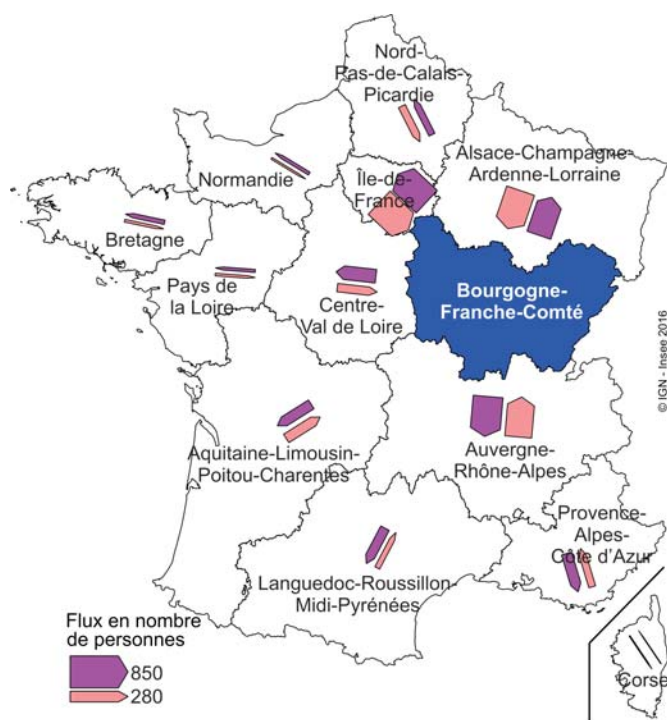 Nord-
Pas-de-Calais-
Picardie
Alsace-Champagne-
Ardenne-Lorraine
Normandie
Île-de-
France
Bretagne
Pays de
la Loire
Centre-
Val de Loire
Bourgogne-
Franche-Comté
© IGN - Insee 2016
Aquitaine-Limousin-
Poitou-Charentes
Auvergne-
Rhône-Alpes
Provence-
Alpes-
Côte d'Azur
Languedoc-Roussillon-
Midi-Pyrénées
Flux en nombre
de personnes
850
280
Corse